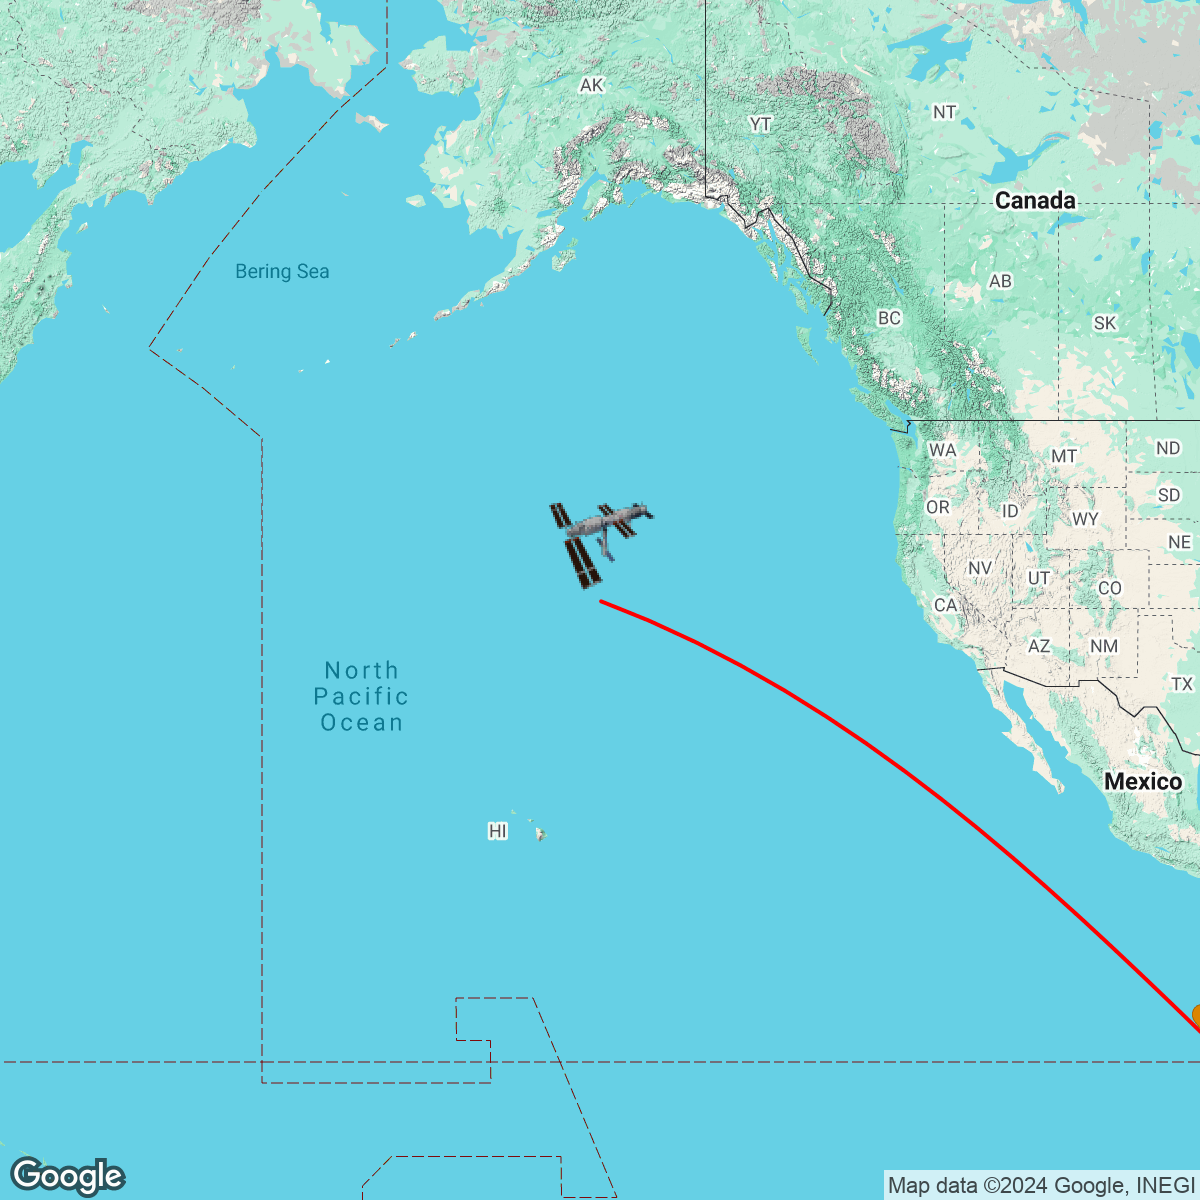 AK
NT
YT
Canada
Bering Sea
AB
BC
SK
WA
MT
ND
OR
ID
WY
SD
NE
NV
UT
CO
CA
AZ
NM
TX
North
Pacific
Ocean
Mexico
HI
Google
Map data ©2024 Google, INEGI